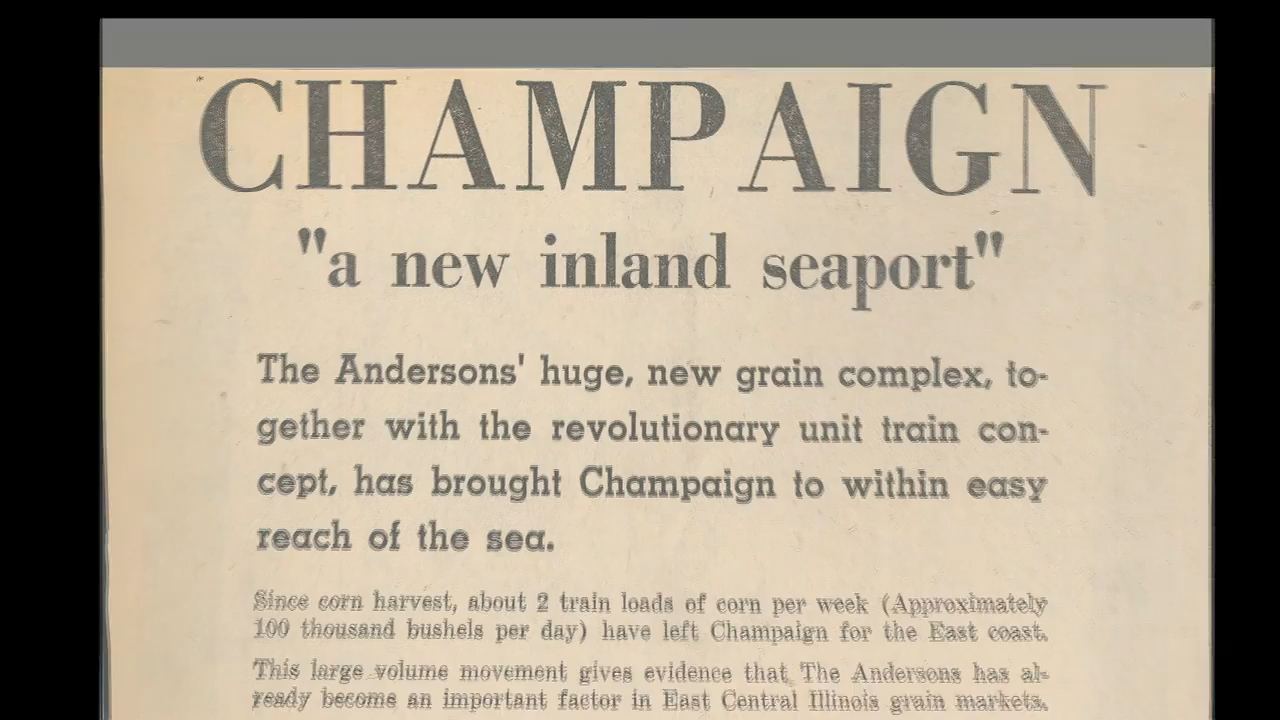 CHAMPAIGN
"a new inland seaport"
The Andersons' huge, new grain complex, to-
gether with the revolutionary unit train con-
cept, has brought Champaign to within easy
reach of the sea.
Since corn harvest, about 2 train loads of corn per week (Approximately
100 thousand bushels per day) have left Champaign for the East coast.
This large volume movement gives evidence that The Andersons has al-
ready become an important factor in East Central Illinois grain markets.